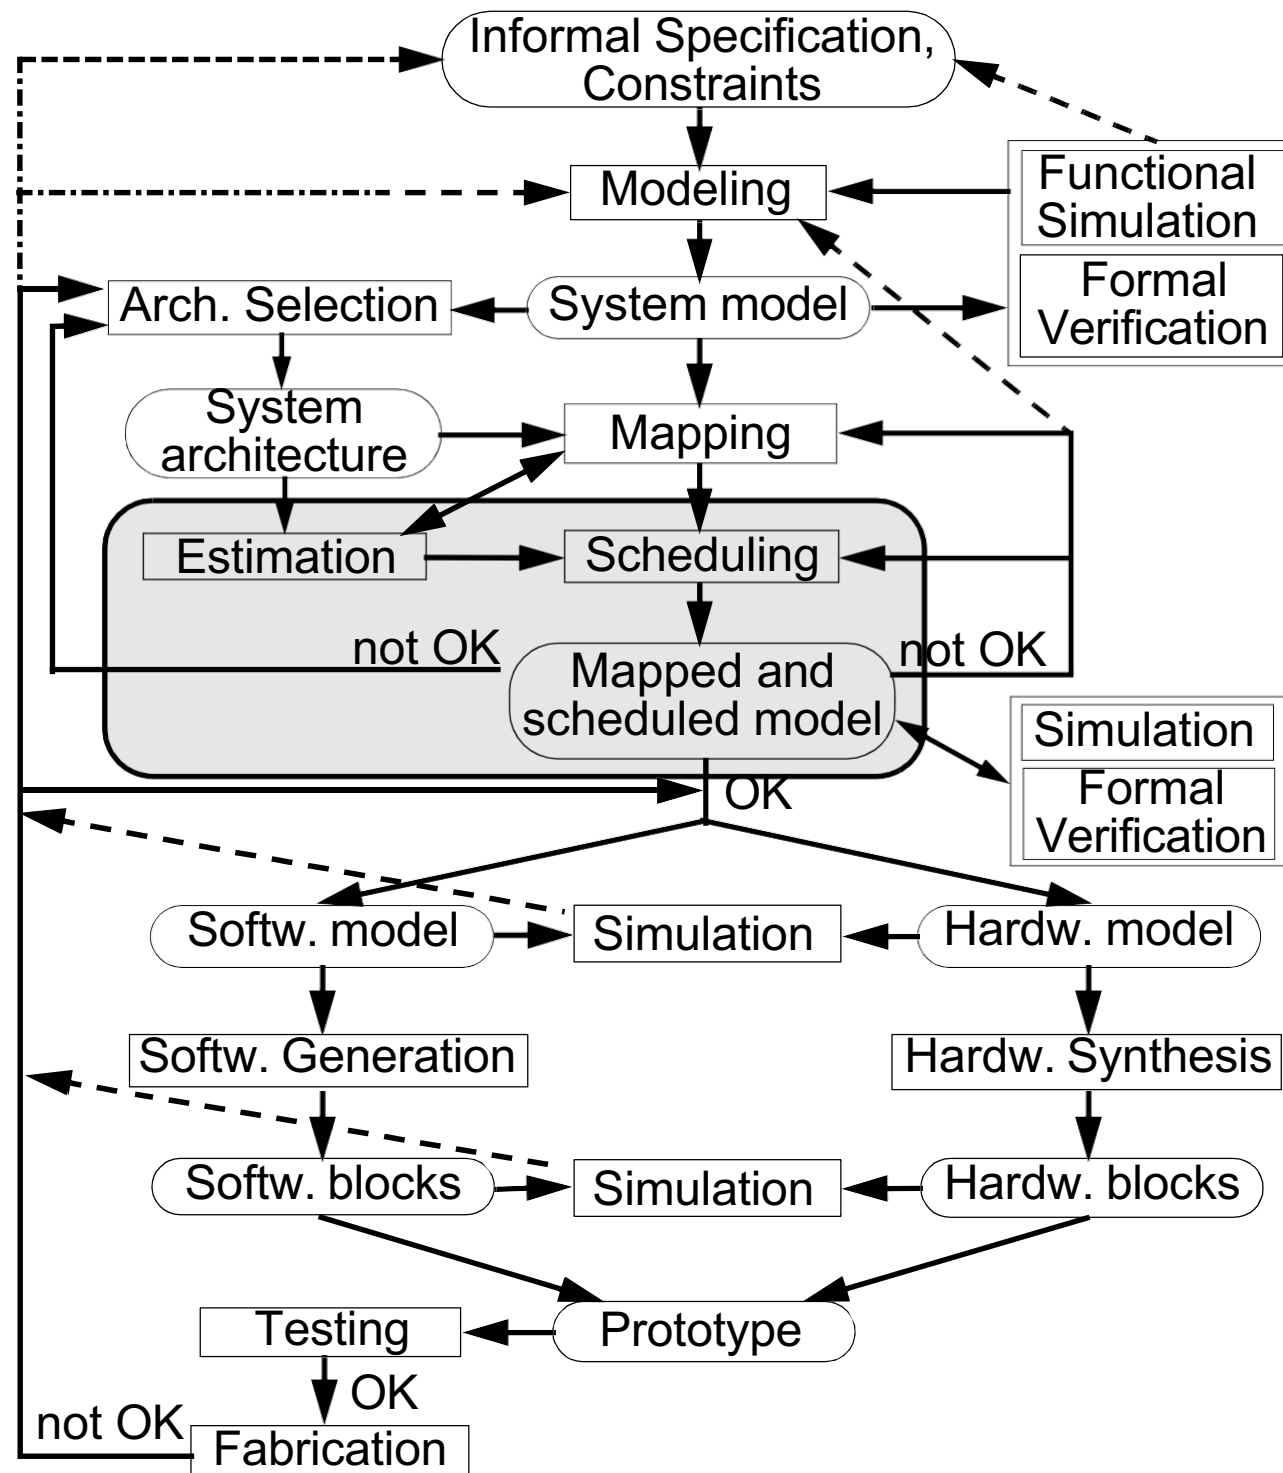 Informal Specification,
Constraints
Modeling
Functional
Simulation
Arch. Selection
System model
Formal
Verification
System
architecture
Mapping
Estimation
Scheduling
not OK
not OK
Mapped and
scheduled model
Simulation
OK
Formal
Verification
Softw. model
Simulation
Hardw. model
Softw. Generation
Hardw. Synthesis
Softw. blocks
Simulation
Hardw. blocks
Testing
Prototype
OK
not OK
Fabrication